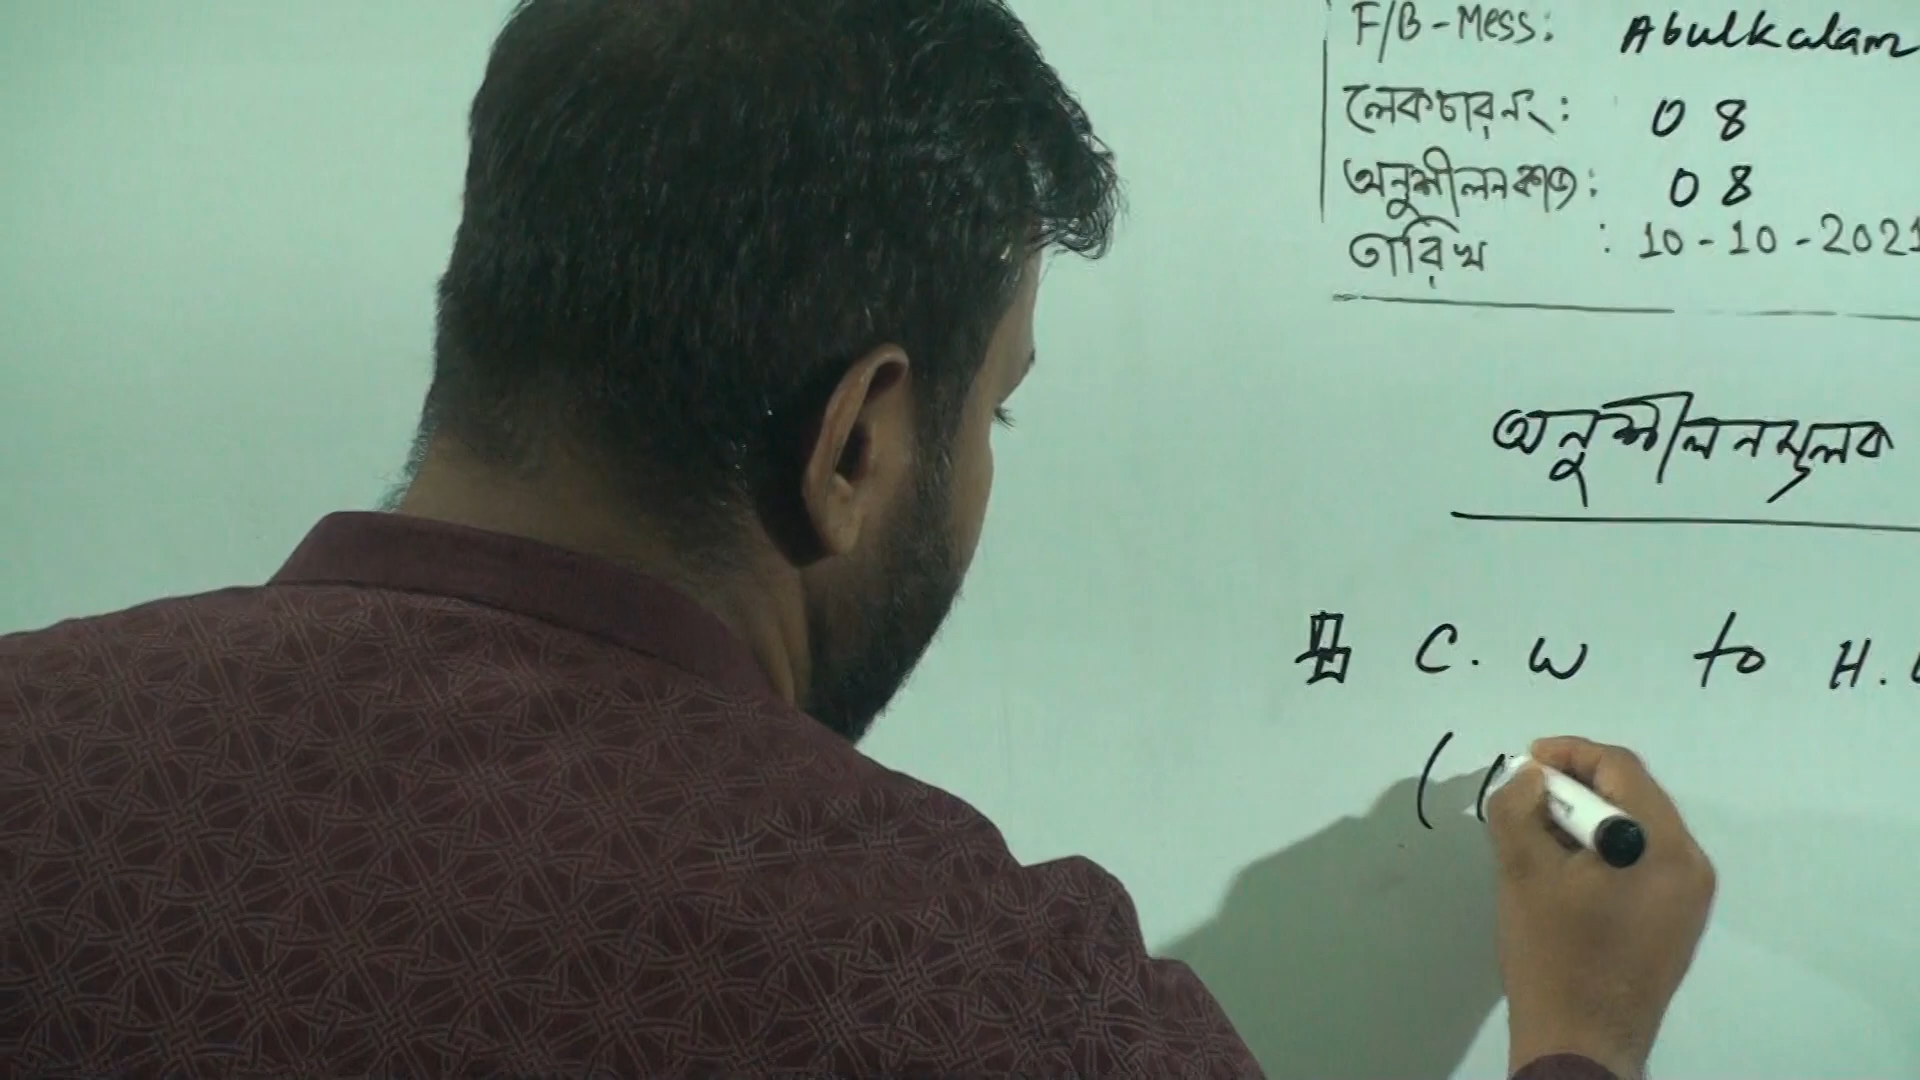 F/B-Mess: Abulkalam
লেকচার নং: 08
অনুশীলন কাজ: 08
তারিখ : 10-10-2021
অনুশীলনমূলক
C. W to H.
(